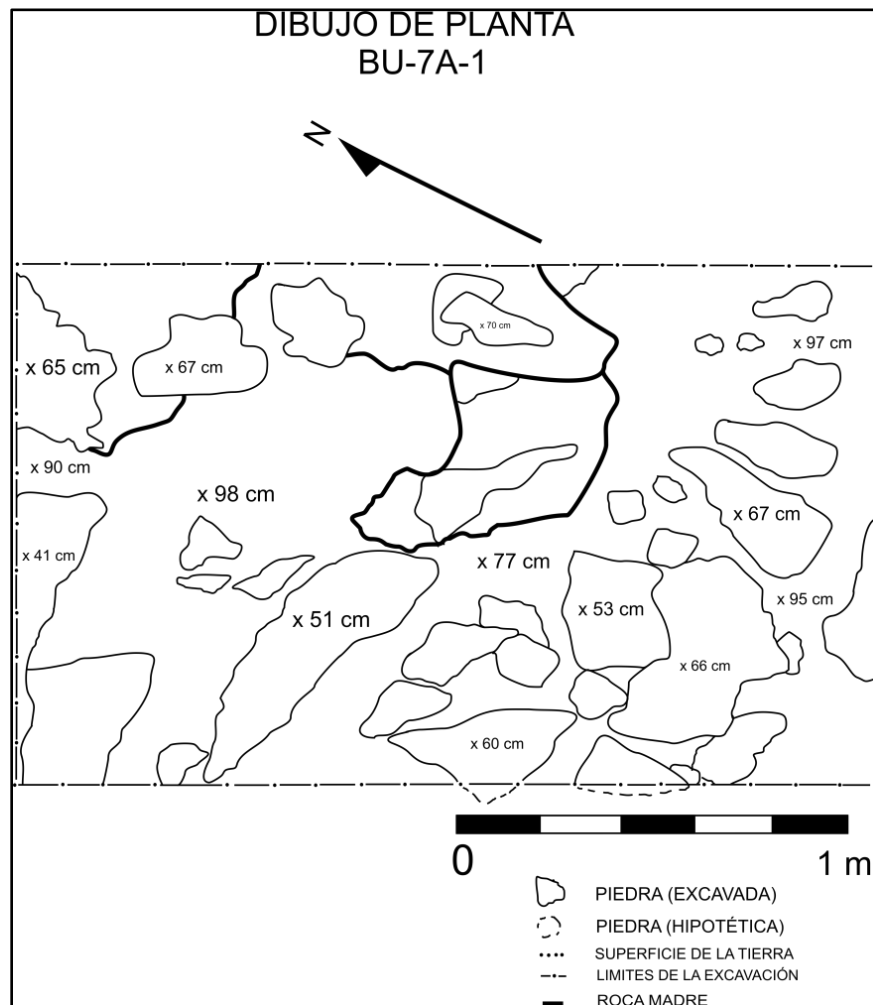 DIBUJO DE PLANTA
BU-7A-1
N
x 70 cm
x 97 cm
x 65 cm
x 67 cm
x 90 cm
x 98 cm
x 67 cm
x 41 cm
x 77 cm
x 51 cm
x 53 cm
x 95 cm
x 66 cm
x 60 cm
0 1 m
PIEDRA (EXCAVADA)
PIEDRA (HIPOTÉTICA)
SUPERFICIE DE LA TIERRA
LIMITES DE LA EXCAVACIÓN
ROCA MADRE